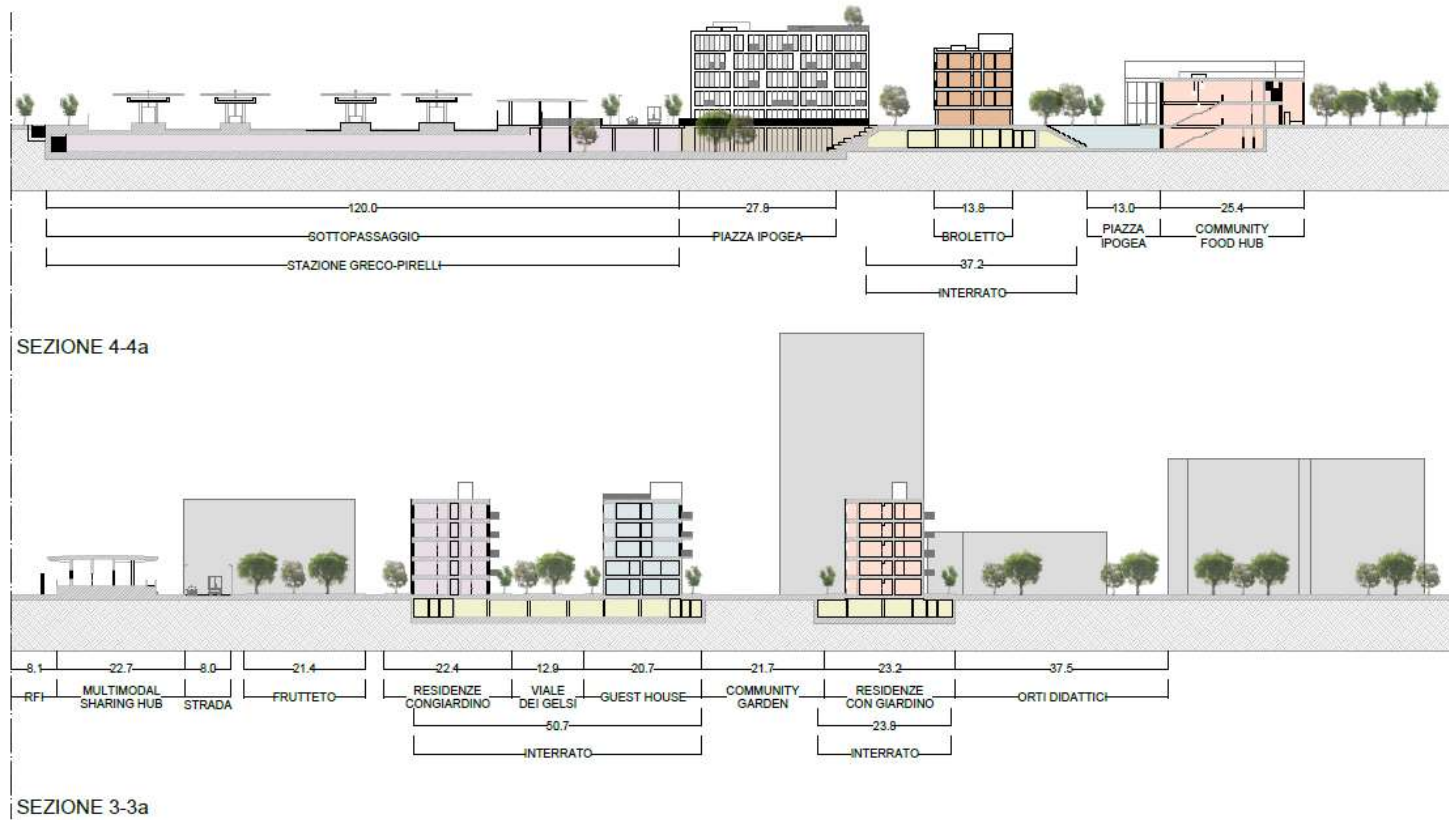 120.0
27.8
13.8
13.0
25.4
SOTTOPASSAGGIO
PIAZZA IPOGEA
BROLETTO
PIAZZA
IPOGEA
COMMUNITY
FOOD HUB
STAZIONE GRECO-PIRELLI
37.2
INTERRATO
SEZIONE 4-4a
8.1
22.7
8.0
21.4
22.4
12.9
20.7
21.7
23.2
37.5
RFI
MULTIMODAL
SHARING HUB
STRADA
FRUTTETO
RESIDENZE
CONGIARDINO
VIALE
DEI GELSI
GUEST HOUSE
COMMUNITY
GARDEN
RESIDENZE
CON GIARDINO
ORTI DIDATTICI
50.7
23.8
INTERRATO
INTERRATO
SEZIONE 3-3a